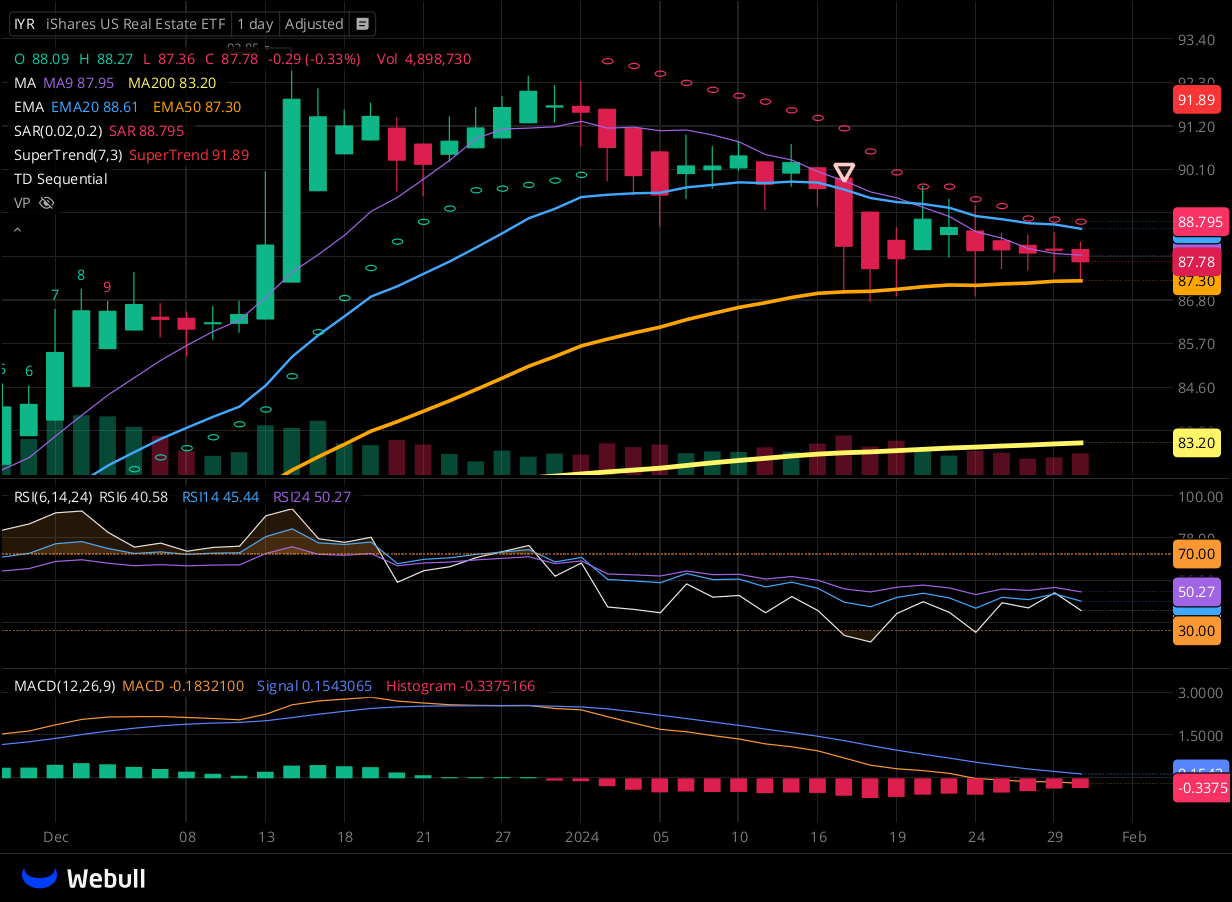 IYR iShares US Real Estate ETF 1 day Adjusted
93.40
O 88.09 H 88.27 L 87.36 C 87.78 -0.29 (-0.33%) Vol 4,898,730
MA MA9 87.95 MA200 83.20
92.30
91.89
EMA EMA20 88.61 EMA50 87.30
SAR(0.02,0.2) SAR 88.795
91.20
SuperTrend(7,3) SuperTrend 91.89
90.10
TD Sequential
VP
88.795
87.78
87.30
8
9
7
86.80
85.70
6
84.60
83.20
RSI(6,14,24) RSI6 40.58 RSI14 45.44 RSI24 50.27
100.00
78.00
70.00
50.27
30.00
MACD(12,26,9) MACD -0.1832100 Signal 0.1543065 Histogram -0.3375166
3.0000
1.5000
-0.3375
Dec 08 13 18 21 27 2024 05 10 16 19 24 29 Feb
Webull